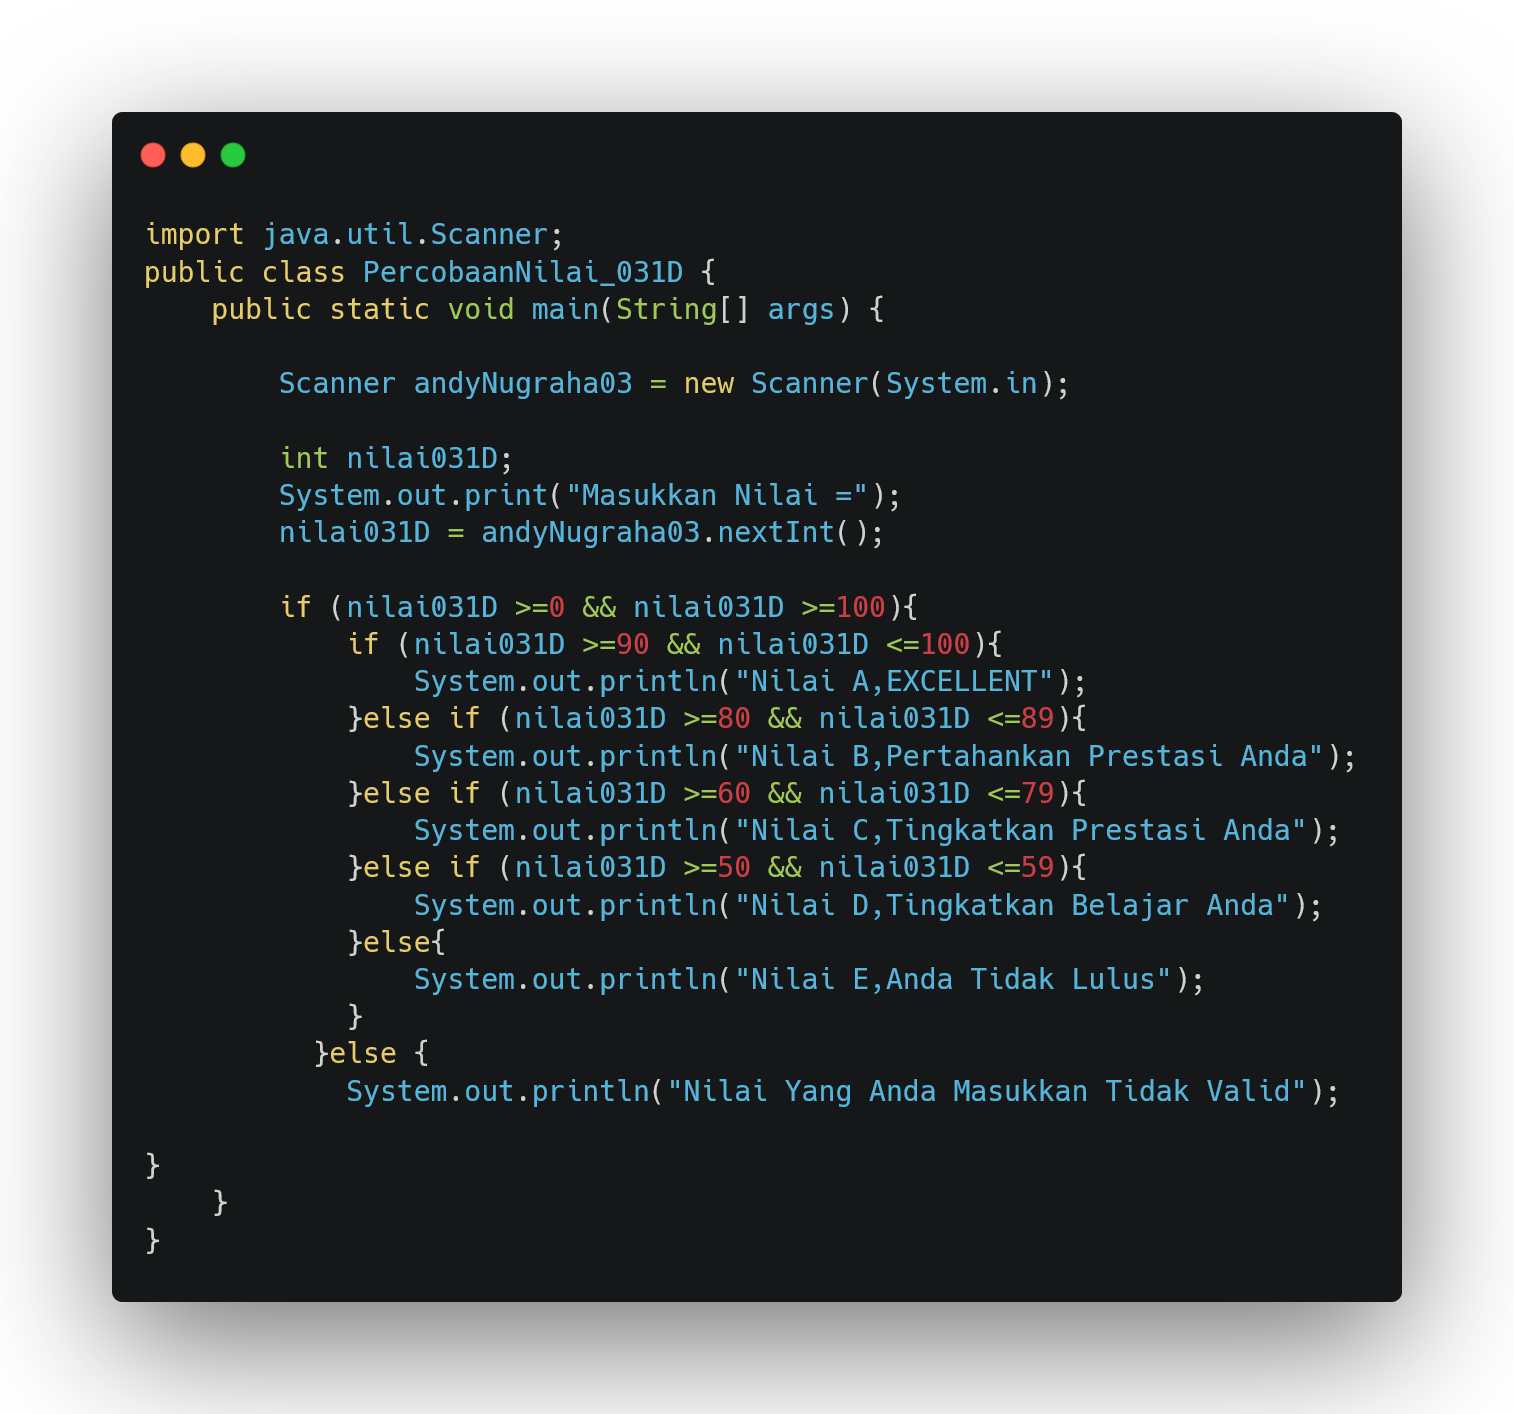 import java.util.Scanner;
public class PercobaanNilai_031D {
    public static void main(String[] args) {

        Scanner andyNugraha03 = new Scanner(System.in);

        int nilai031D;
        System.out.print("Masukkan Nilai =");
        nilai031D = andyNugraha03.nextInt();

        if (nilai031D >=0 && nilai031D >=100){
            if (nilai031D >=90 && nilai031D <=100){
                System.out.println("Nilai A,EXCELLENT");
            }else if (nilai031D >=80 && nilai031D <=89){
                System.out.println("Nilai B,Pertahankan Prestasi Anda");
            }else if (nilai031D >=60 && nilai031D <=79){
                System.out.println("Nilai C,Tingkatkan Prestasi Anda");
            }else if (nilai031D >=50 && nilai031D <=59){
                System.out.println("Nilai D,Tingkatkan Belajar Anda");
            }else{
                System.out.println("Nilai E,Anda Tidak Lulus");
            }
          }else {
            System.out.println("Nilai Yang Anda Masukkan Tidak Valid");

}
    }
}